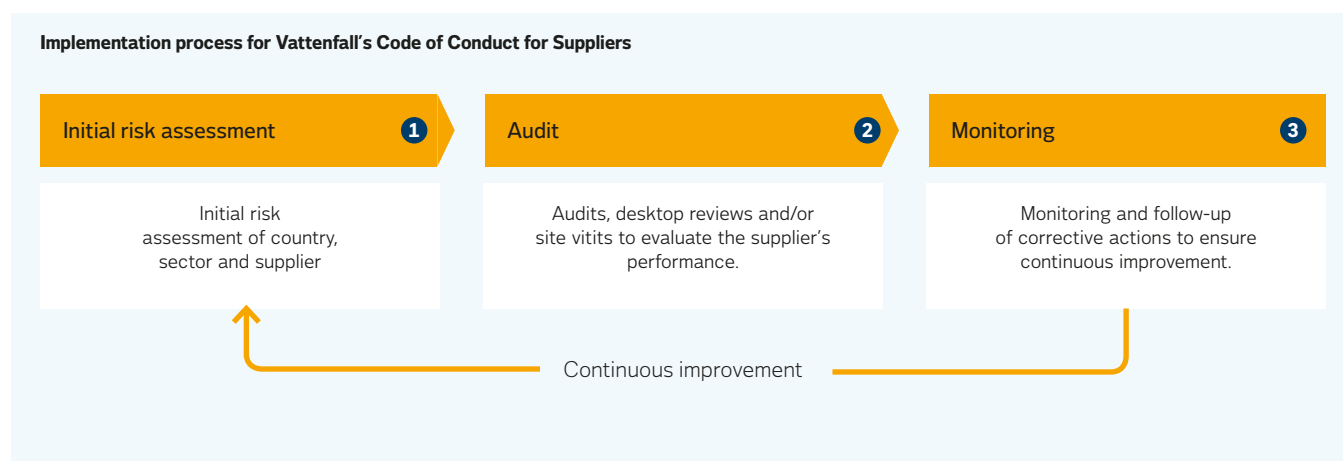 Implementation process for Vattenfall's Code of Conduct for Suppliers
Initial risk assessment 1
Audit 2
Monitoring 3
Initial risk
assessment of country,
sector and supplier
Audits, desktop reviews and/or
site vitits to evaluate the supplier's
performance.
Monitoring and follow-up
of corrective actions to ensure
continuous improvement.
Continuous improvement